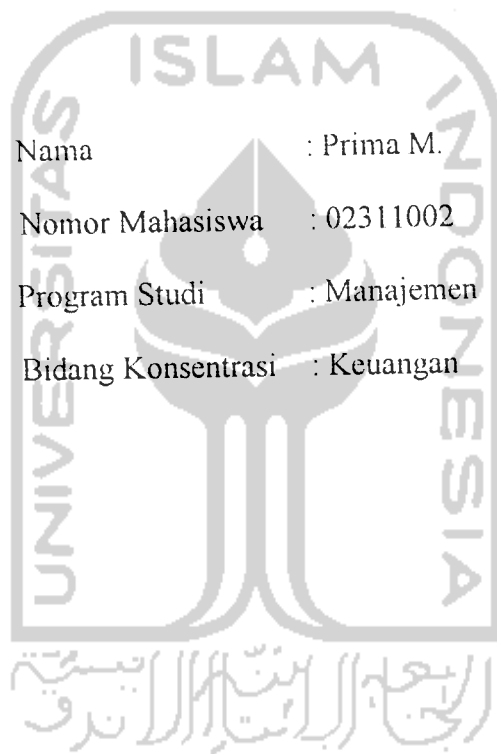 ISLAM
UNIVERSITAS
INDONESIA
Nama : Prima M.
Nomor Mahasiswa : 02311002
Program Studi : Manajemen
Bidang Konsentrasi : Keuangan